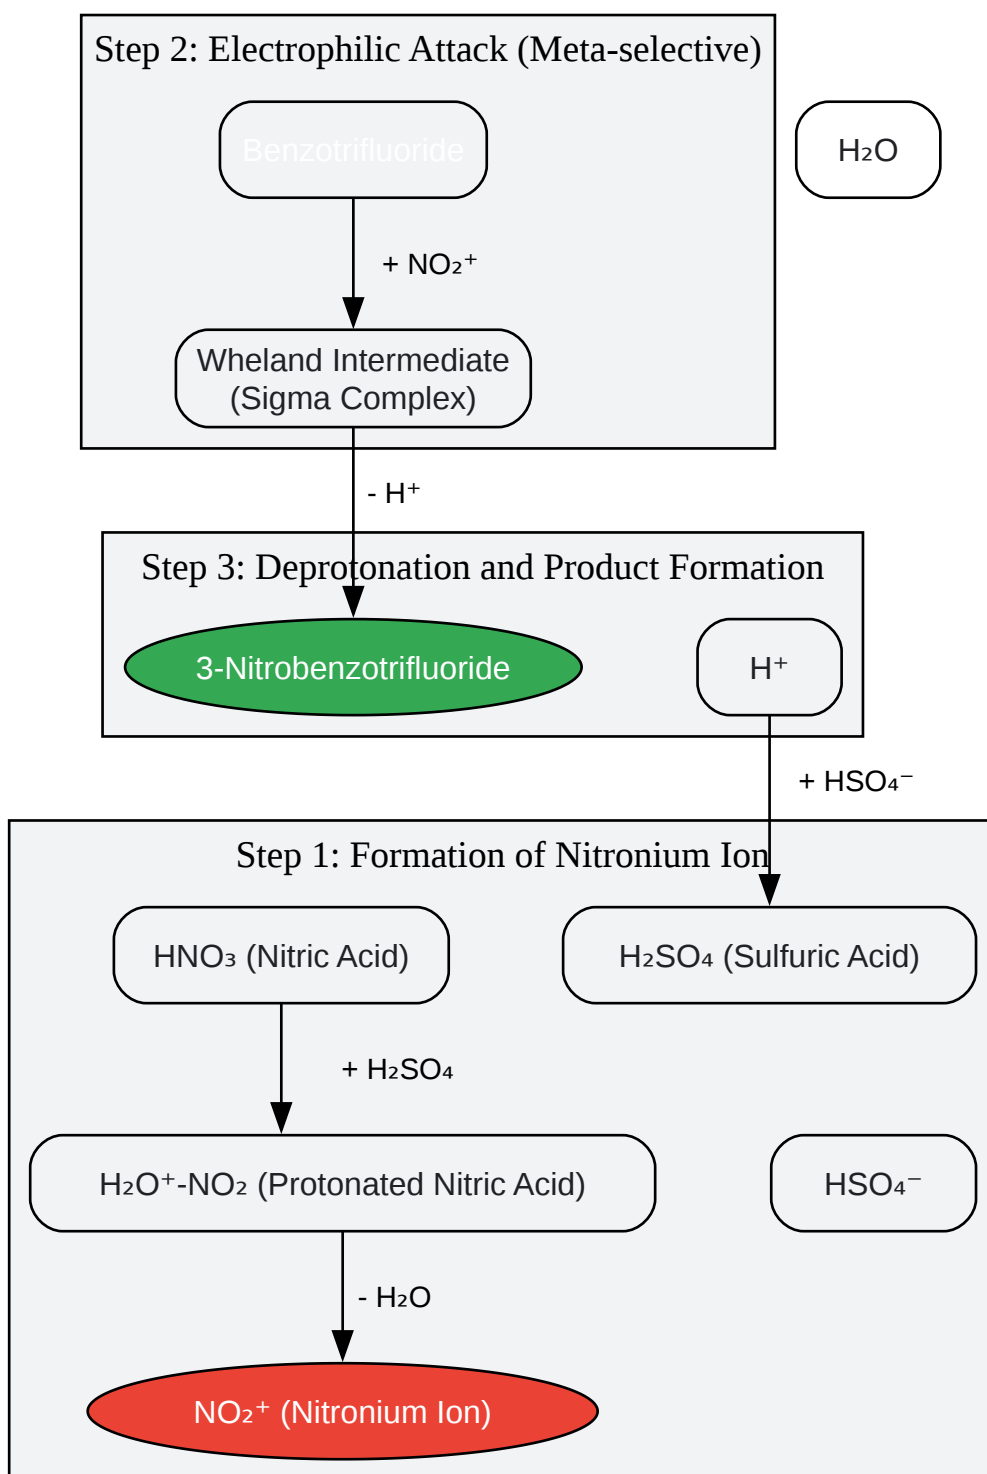 Step 2: Electrophilic Attack (Meta-selective)
Benzotrifluoride
H₂O
+ NO₂⁺
Wheland Intermediate
(Sigma Complex)
- H⁺
Step 3: Deprotonation and Product Formation
3-Nitrobenzotrifluoride
H⁺
+ HSO₄⁻
Step 1: Formation of Nitronium Ion
HNO₃ (Nitric Acid)
H₂SO₄ (Sulfuric Acid)
+ H₂SO₄
H₂O⁺-NO₂ (Protonated Nitric Acid)
HSO₄⁻
- H₂O
NO₂⁺ (Nitronium Ion)